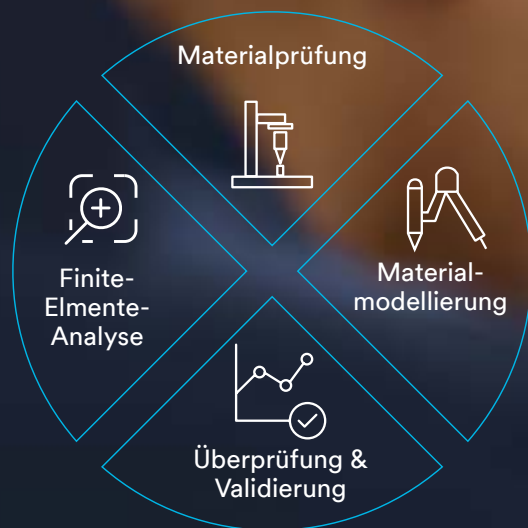 Materialprüfung
Finite-
Elmente-
Analyse
Material-
modellierung
Überprüfung &
Validierung